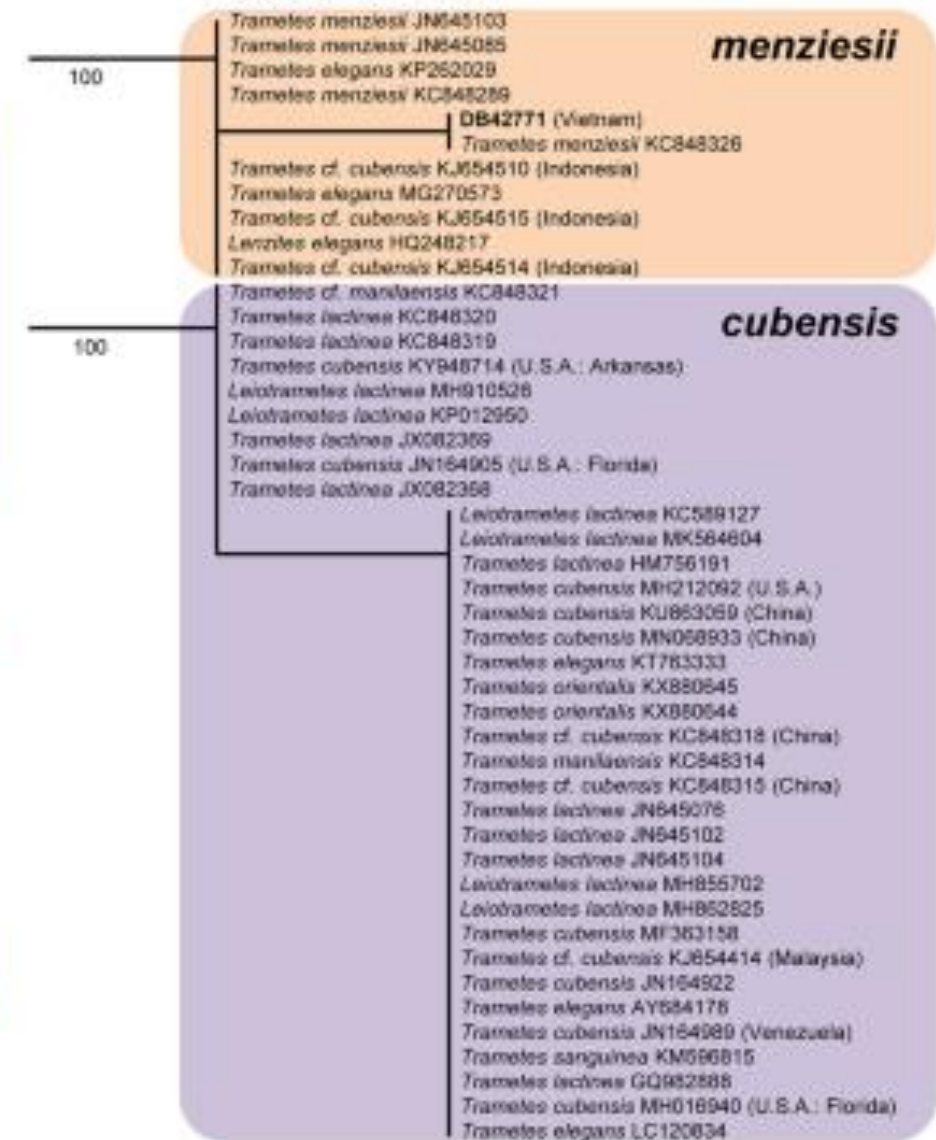 Trametes menziesii JN645103
Trametes menziesii JN645085
Trametes elegans KP262029
Trametes menziesii KC848289
menziesii
100
DB42771 (Vietnam)
Trametes menziesii KC848326
Trametes cf. cubensis KJ654510 (Indonesia)
Trametes elegans MG270573
Trametes cf. cubensis KJ654515 (Indonesia)
Lenzites elegans HQ248217
Trametes cf. cubensis KJ654514 (Indonesia)
Trametes cf. manilaensis KC848321
Trametes lactinea KC848320
cubensis
100
Trametes lactinea KC848319
Trametes cubensis KY948714 (U.S.A.: Arkansas)
Leiotrametes lactinea MH910526
Leiotrametes lactinea KP012950
Trametes lactinea JX082369
Trametes cubensis JN164905 (U.S.A.: Florida)
Trametes lactinea JX082368
Leiotrametes lactinea KC589127
Leiotrametes lactinea MK564604
Trametes lactinea HM756191
Trametes cubensis MH212092 (U.S.A.)
Trametes cubensis KU863059 (China)
Trametes cubensis MN068933 (China)
Trametes elegans KT763333
Trametes orientalis KX880645
Trametes orientalis KX880644
Trametes cf. cubensis KC848318 (China)
Trametes manilaensis KC848314
Trametes cf. cubensis KC848315 (China)
Trametes lactinea JN645076
Trametes lactinea JN645102
Trametes lactinea JN645104
Leiotrametes lactinea MH855702
Leiotrametes lactinea MH862825
Trametes cubensis MF363158
Trametes cf. cubensis KJ654414 (Malaysia)
Trametes cubensis JN164922
Trametes elegans AY684178
Trametes cubensis JN164989 (Venezuela)
Trametes sanguinea KM596815
Trametes lactinea GQ982888
Trametes cubensis MH016940 (U.S.A.: Florida)
Trametes elegans LC120834